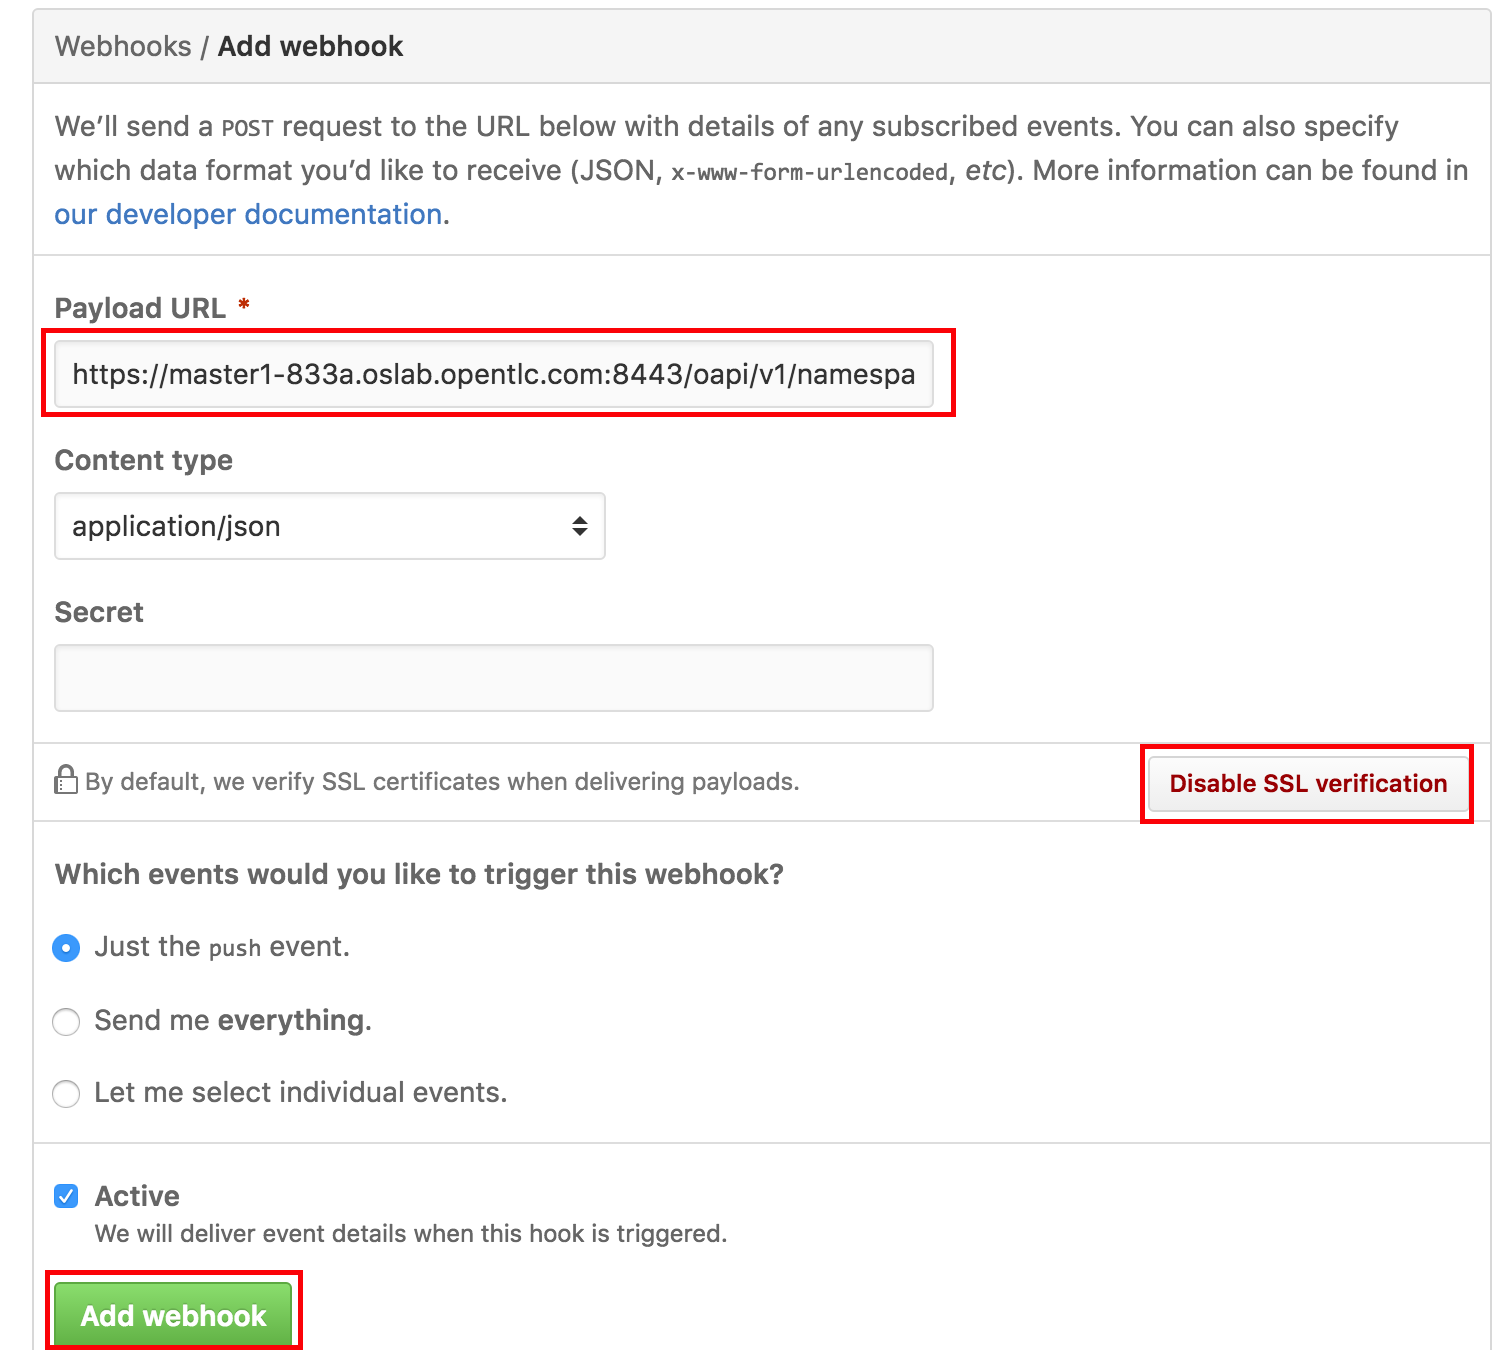 Webhooks / Add webhook
We’ll send a POST request to the URL below with details of any subscribed events. You can also specify
which data format you’d like to receive (JSON, x-www-form-urlencoded, etc). More information can be found in
our developer documentation.
Payload URL *
https://master1-833a.oslab.opentlc.com:8443/oapi/v1/namespa
Content type
application/json
Secret
By default, we verify SSL certificates when delivering payloads.
Disable SSL verification
Which events would you like to trigger this webhook?
Just the push event.
Send me everything.
Let me select individual events.
Active
We will deliver event details when this hook is triggered.
Add webhook